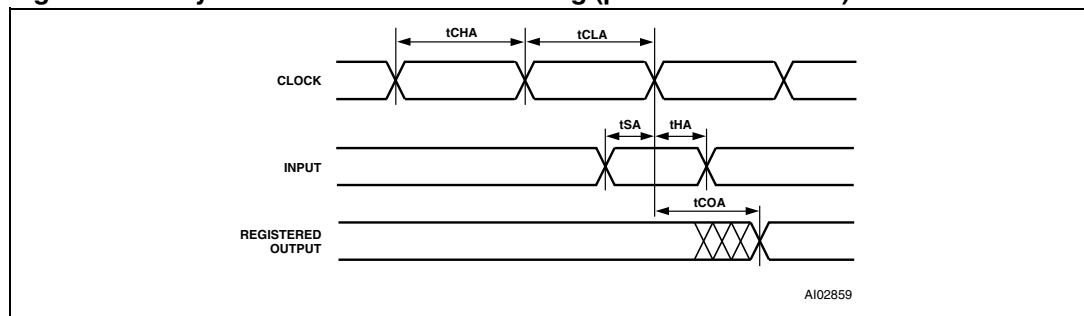 tCHA tCLA
CLOCK
tSA tHA
INPUT
tCOA
REGISTERED
OUTPUT
AI02859